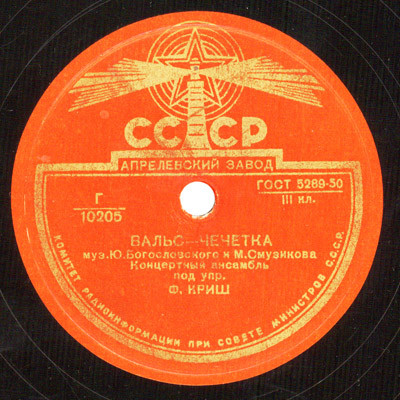 СССР
АПРЕЛЕВСКИЙ ЗАВОД
Г
10205
ГОСТ 5289-50
III кл.
ВАЛЬС—ЧЕЧЕТКА
муз. Ю. Богословского и М. Смузикова
Концертный ансамбль
под упр.
Ф. КРИШ
КОМИТЕТ РАДИОИНФОРМАЦИИ ПРИ СОВЕТЕ МИНИСТРОВ С.С.С.Р.